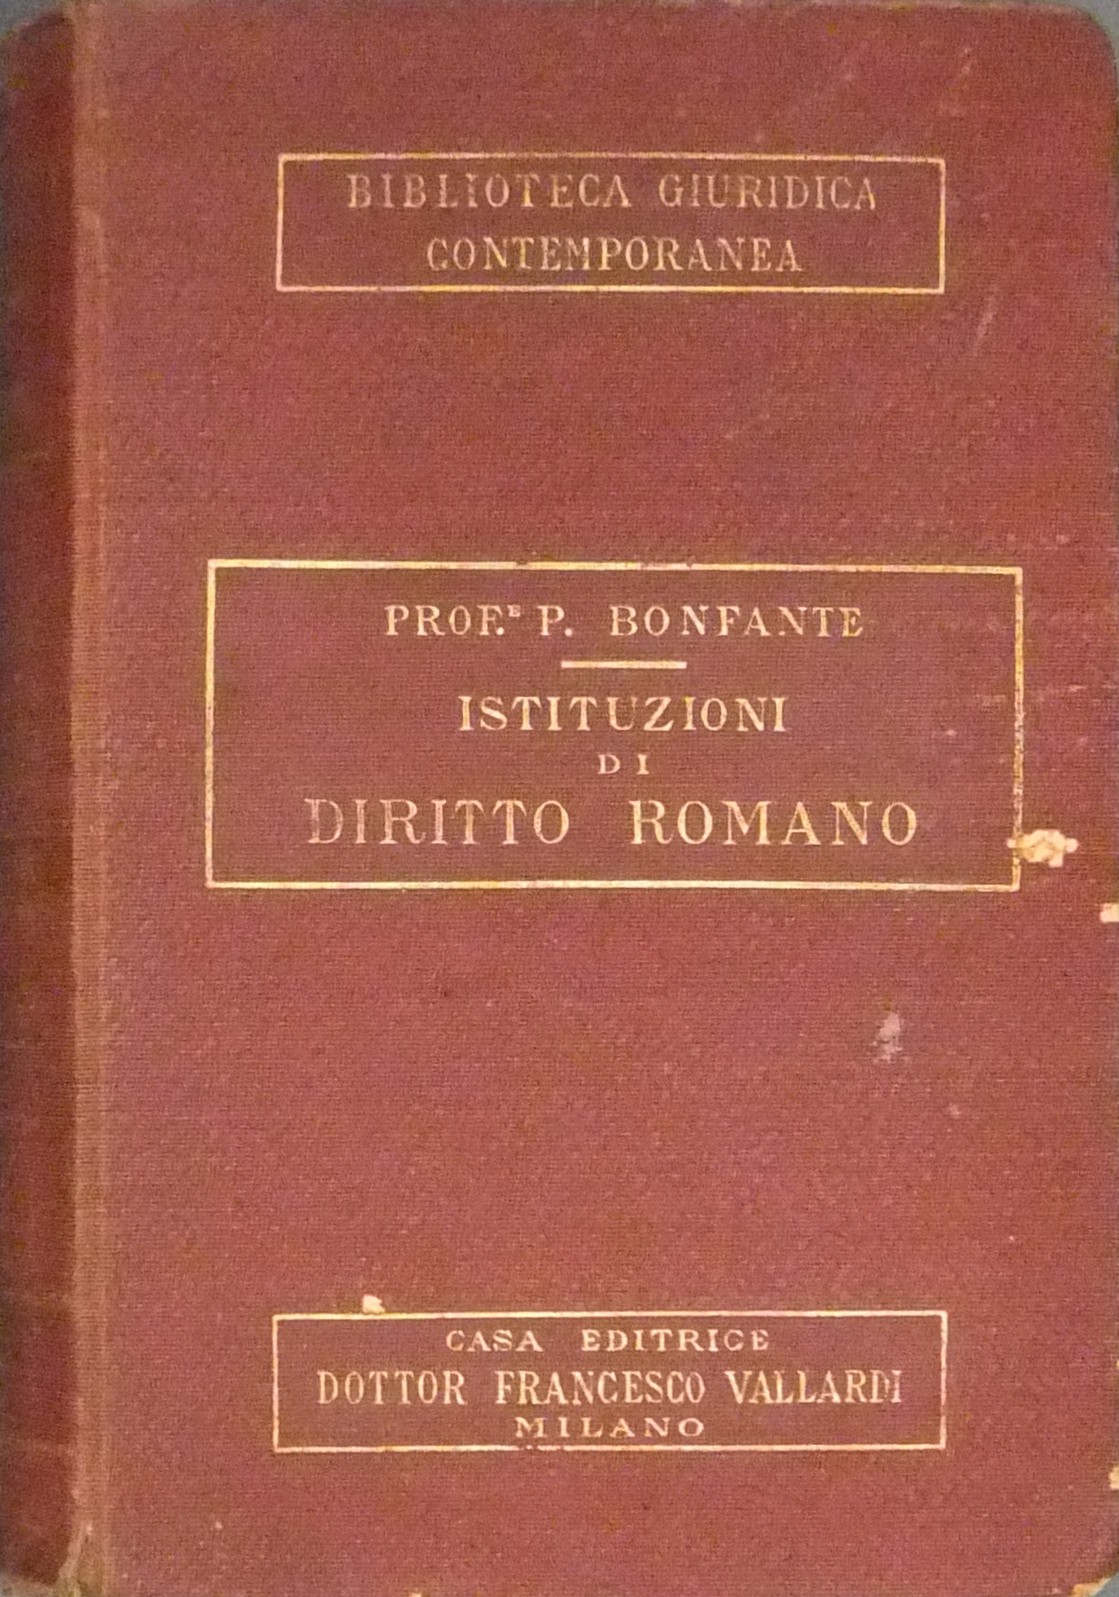 BIBLIOTECA GIURIDICA
CONTEMPORANEA
PROF.ᴱ P. BONFANTE
ISTITUZIONI
DI
DIRITTO ROMANO
CASA EDITRICE
DOTTOR FRANCESCO VALLARDI
MILANO